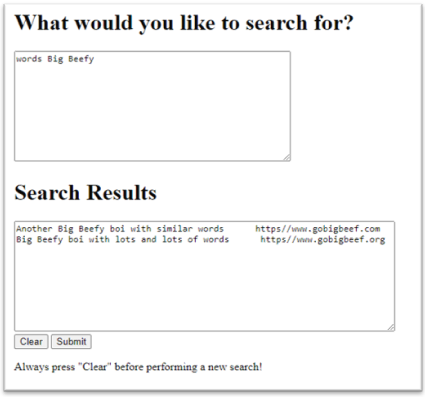 What would you like to search for?
words Big Beefy
Search Results
Another Big Beefy boi with similar words https//www.gobigbeef.com
Big Beefy boi with lots and lots of words https//www.gobigbeef.org
Clear Submit
Always press "Clear" before performing a new search!